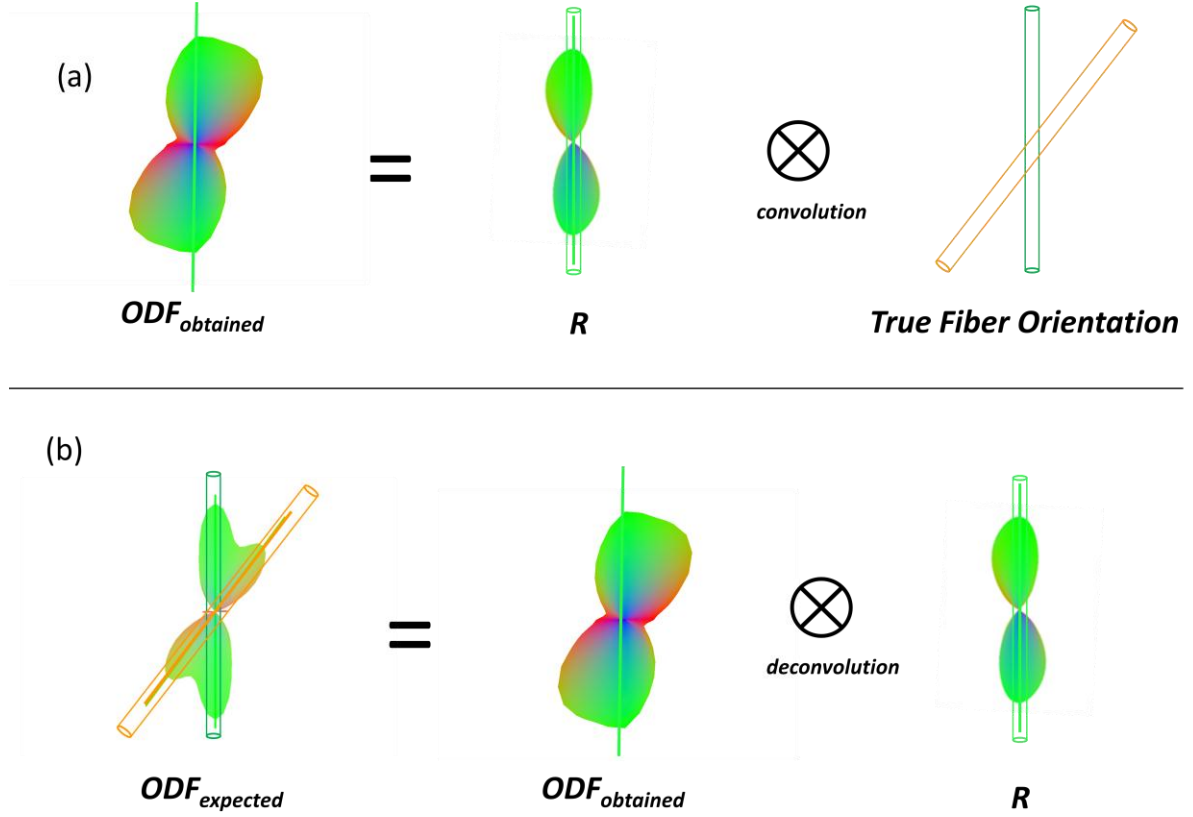 (a)
=
convolution
ODFobtained
R
True Fiber Orientation
(b)
=
deconvolution
ODFexpected
ODFobtained
R